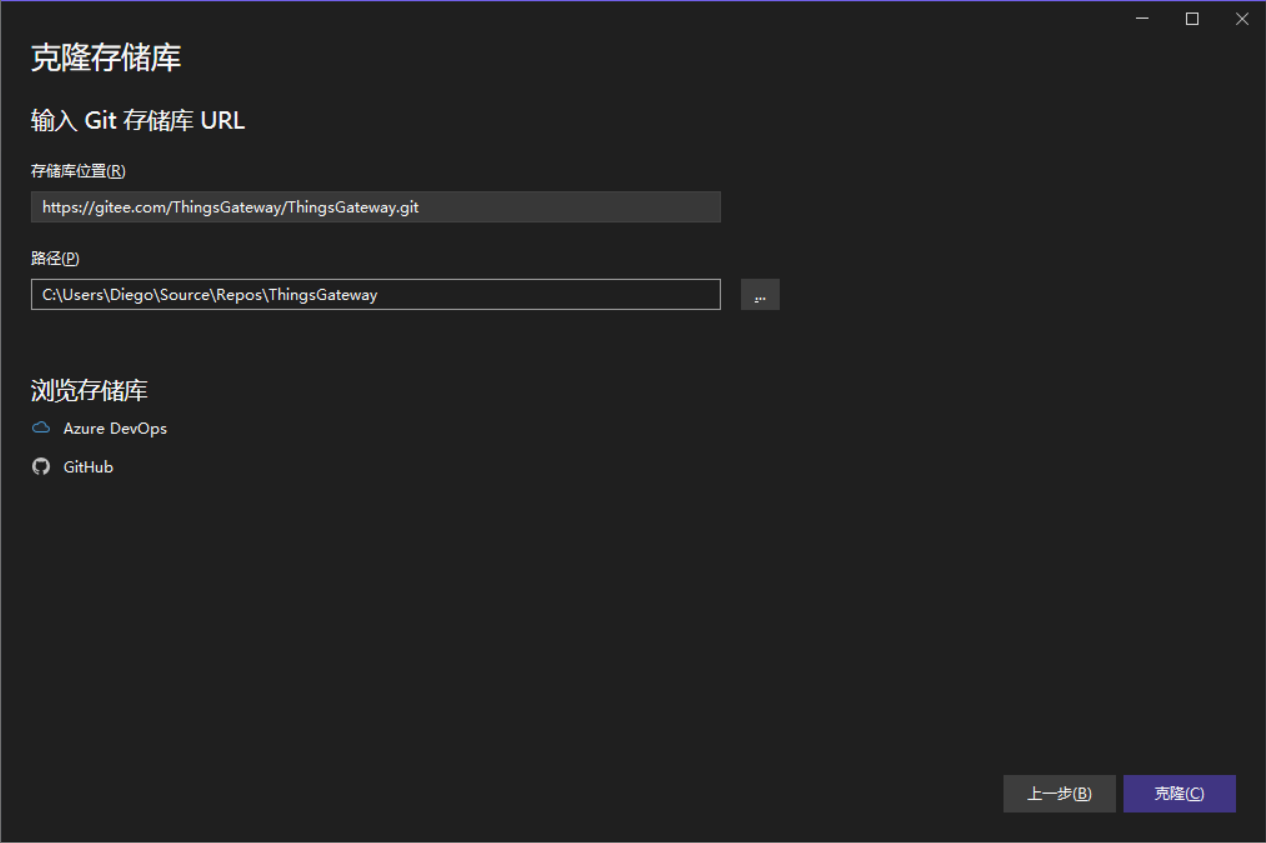 克隆存储库
输入 Git 存储库 URL
存储库位置(R)
https://gitee.com/ThingsGateway/ThingsGateway.git
路径(P)
C:\Users\Diego\Source\Repos\ThingsGateway
...
浏览存储库
Azure DevOps
GitHub
上一步(B)
克隆(C)